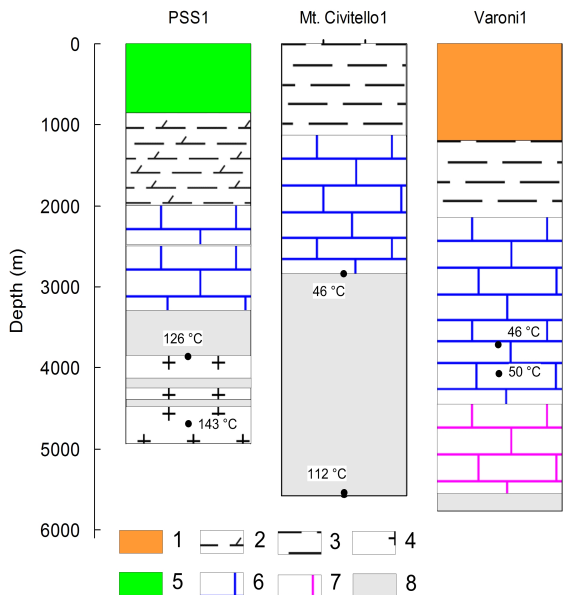 PSS1 Mt. Civitello1 Varoni1
0
1000
2000
3000
4000
5000
6000
Depth (m)
126 °C
143 °C
46 °C
112 °C
46 °C
50 °C
1 2 3 4
5 6 7 8